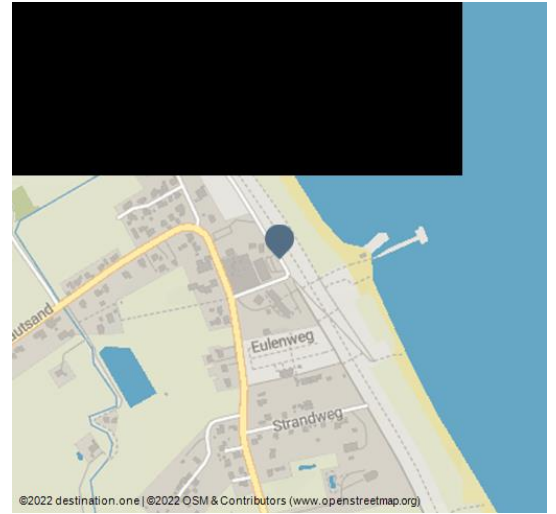 utsand
Eulenweg
Strandweg
©2022 destination.one | ©2022 OSM & Contributors (www.openstreetmap.org)